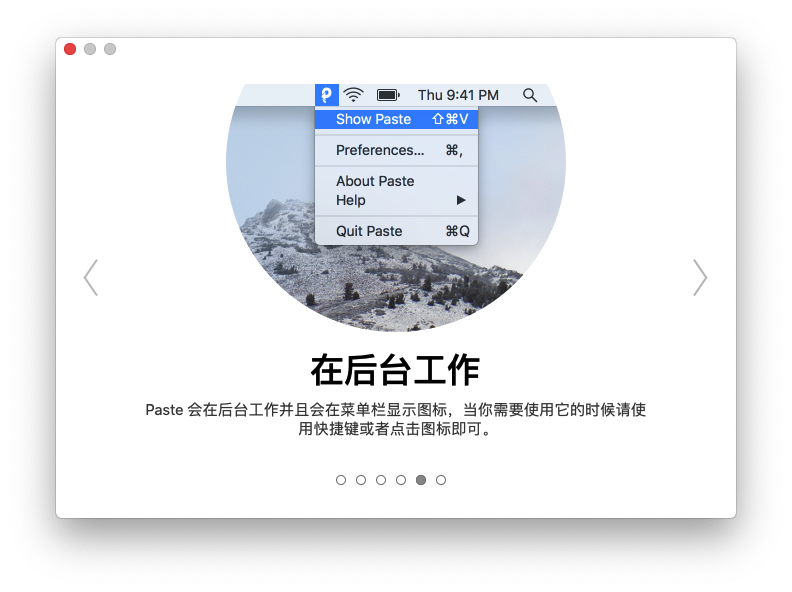 Thu 9:41 PM
Show Paste ⇧⌘V
Preferences... ⌘,
About Paste
Help ▶
Quit Paste ⌘Q
在后台工作
Paste 会在后台工作并且会在菜单栏显示图标，当你需要使用它的时候请使
用快捷键或者点击图标即可。